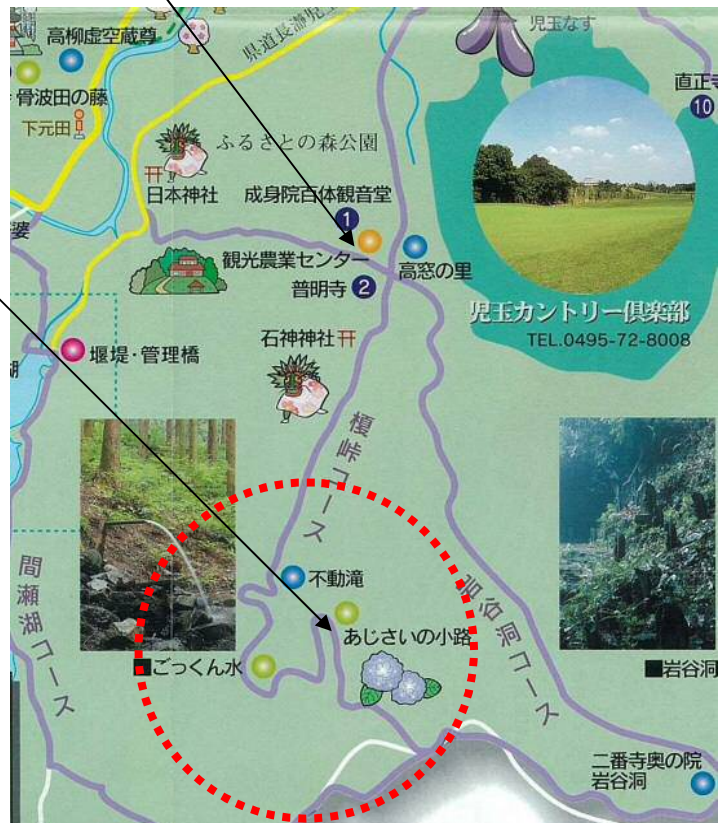 高柳虚空蔵尊
県道長瀞児玉
児玉なす
骨波田の藤
下元田
直正寺
10
ふるさとの森公園
日本神社
成身院百体観音堂
1
婆
観光農業センター
高窓の里
普明寺 2
児玉カントリー倶楽部
TEL.0495-72-8008
石神神社
堰堤・管理橋
湖
榎峠コース
不動滝
間瀬湖コース
岩谷洞コース
あじさいの小路
■ごっくん水
■岩谷洞
二番寺奥の院
岩谷洞